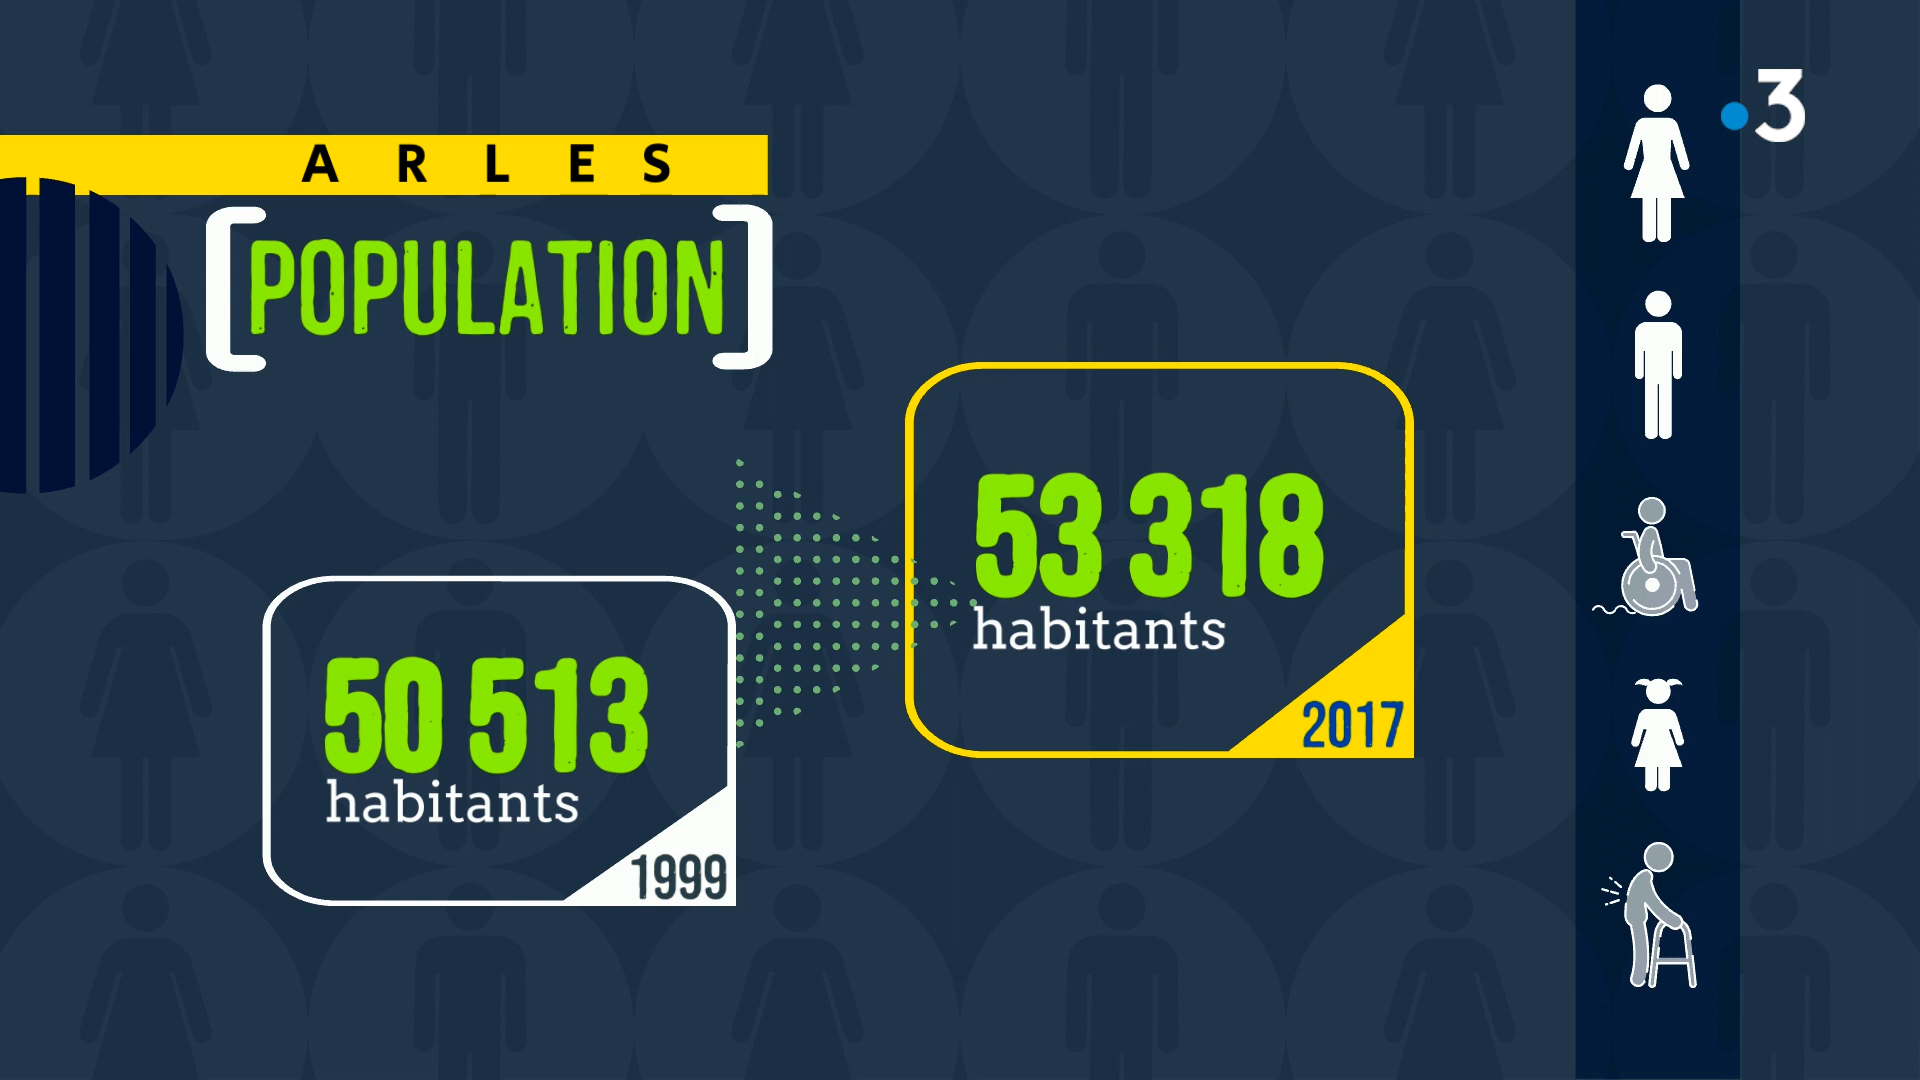 ARLES
POPULATION
50 513
habitants
1999
53 318
habitants
2017
3